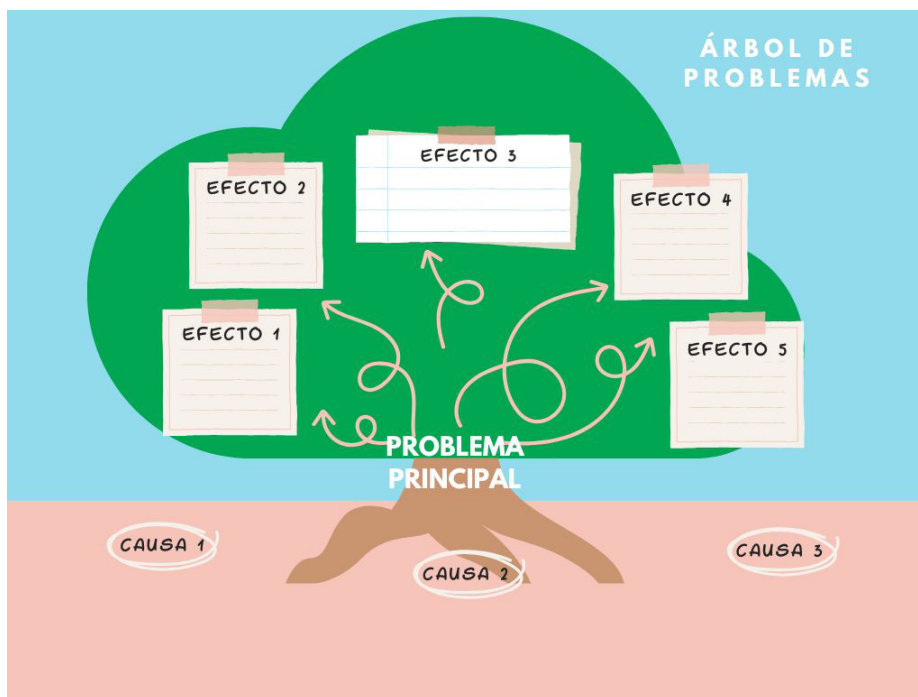 ÁRBOL DE
PROBLEMAS
EFECTO 3
EFECTO 2
EFECTO 4
EFECTO 1
EFECTO 5
PROBLEMA
PRINCIPAL
CAUSA 1
CAUSA 2
CAUSA 3